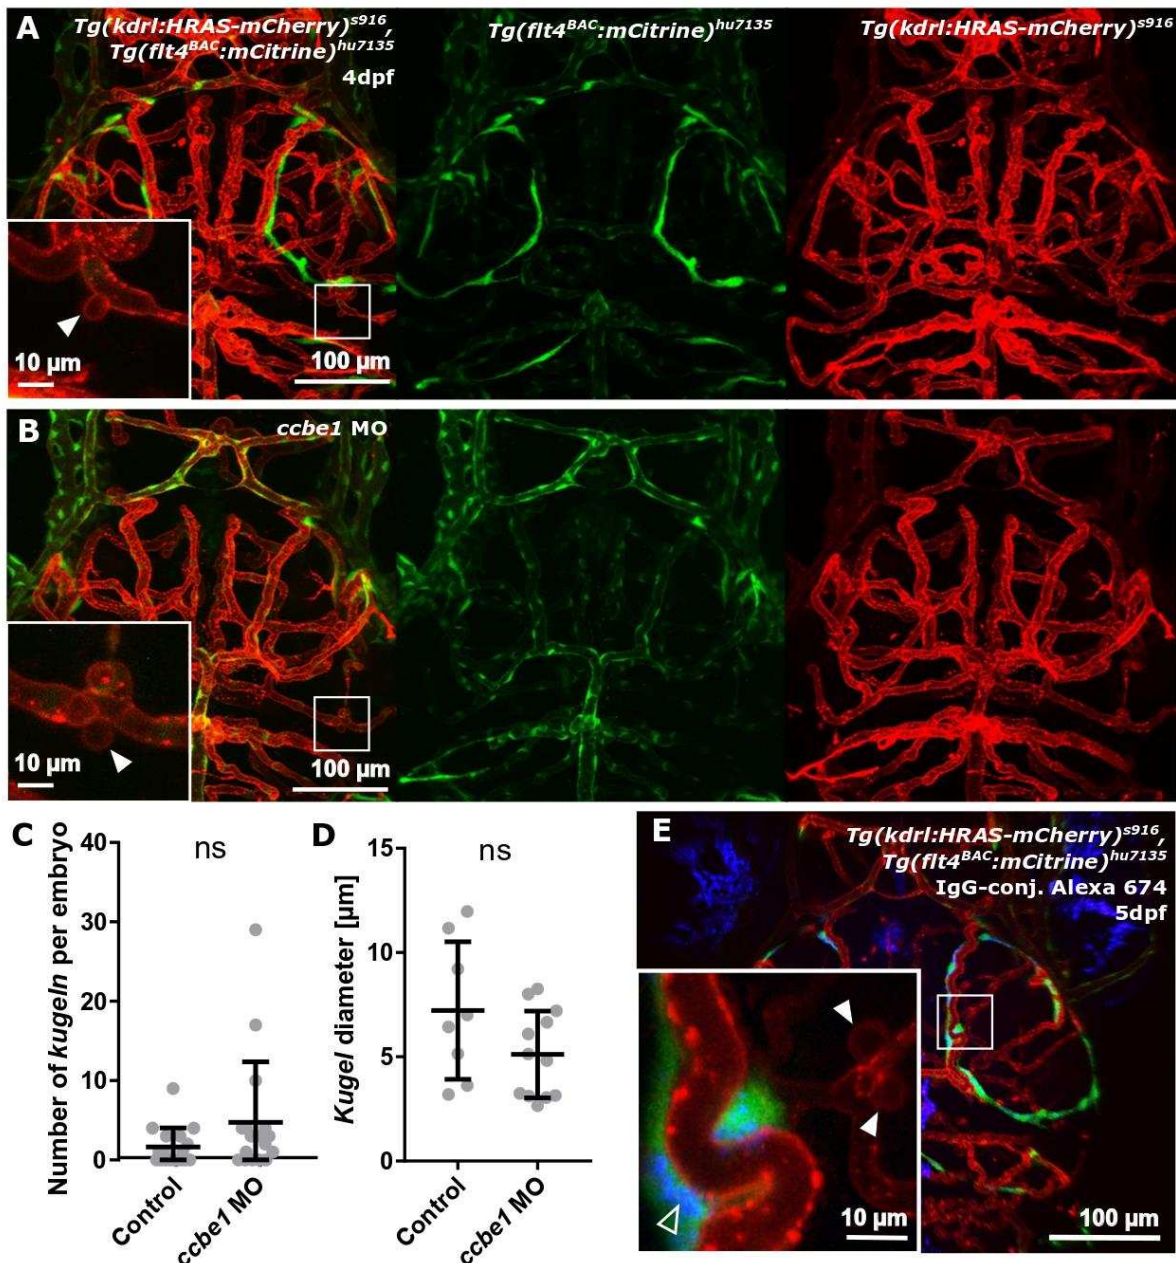 A
Tg(kdrl:HRAS-mCherry)s916,
Tg(flt4BAC:mCitrine)hu7135
4dpf
Tg(flt4BAC:mCitrine)hu7135
Tg(kdrl:HRAS-mCherry)s916
10 µm
100 µm
B
ccbe1 MO
10 µm
100 µm
C
ns
Number of kugeln per embryo
40
30
20
10
0
Control
ccbe1 MO
D
ns
Kugel diameter [µm]
15
10
5
0
Control
ccbe1 MO
E
Tg(kdrl:HRAS-mCherry)s916,
Tg(flt4BAC:mCitrine)hu7135
IgG-conj. Alexa 674
5dpf
10 µm
100 µm